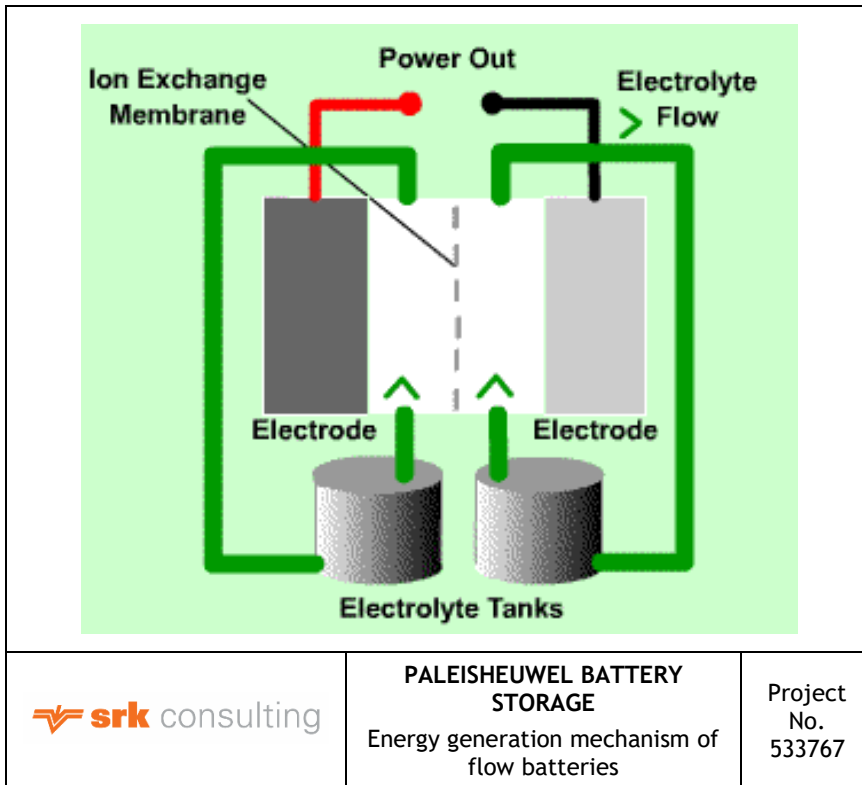 Power Out
Ion Exchange
Membrane
Electrolyte
Flow
Electrode
Electrode
Electrolyte Tanks
srk consulting
PALEISHEUWEL BATTERY
STORAGE
Energy generation mechanism of
flow batteries
Project
No.
533767